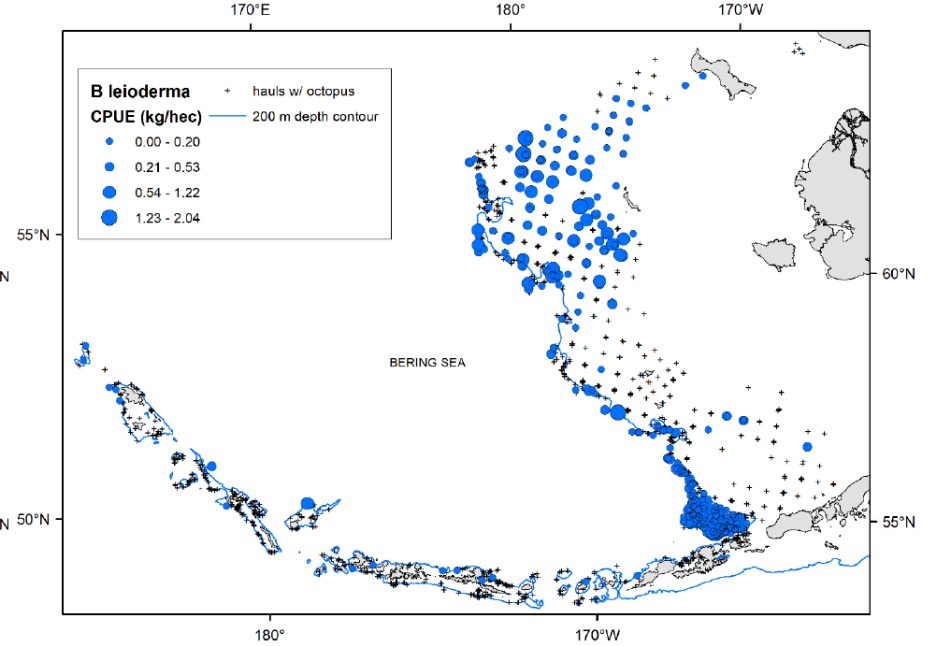 170°E 180° 170°W
B leioderma
CPUE (kg/hec)
0.00 - 0.20
0.21 - 0.53
0.54 - 1.22
1.23 - 2.04
hauls w/ octopus
200 m depth contour
55°N
N
60°N
BERING SEA
50°N
N
55°N
180° 170°W